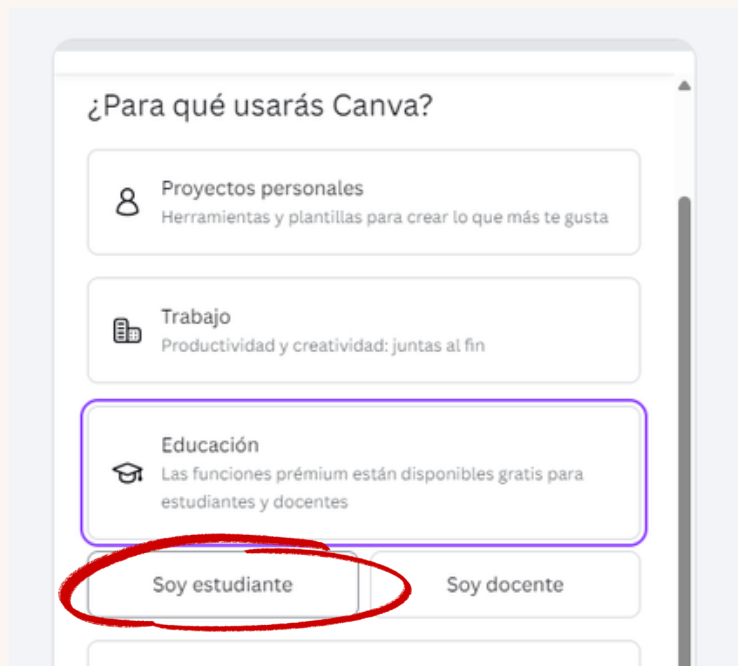 ¿Para qué usarás Canva?
Proyectos personales
Herramientas y plantillas para crear lo que más te gusta
Trabajo
Productividad y creatividad: juntas al fin
Educación
Las funciones prémium están disponibles gratis para
estudiantes y docentes
Soy estudiante
Soy docente